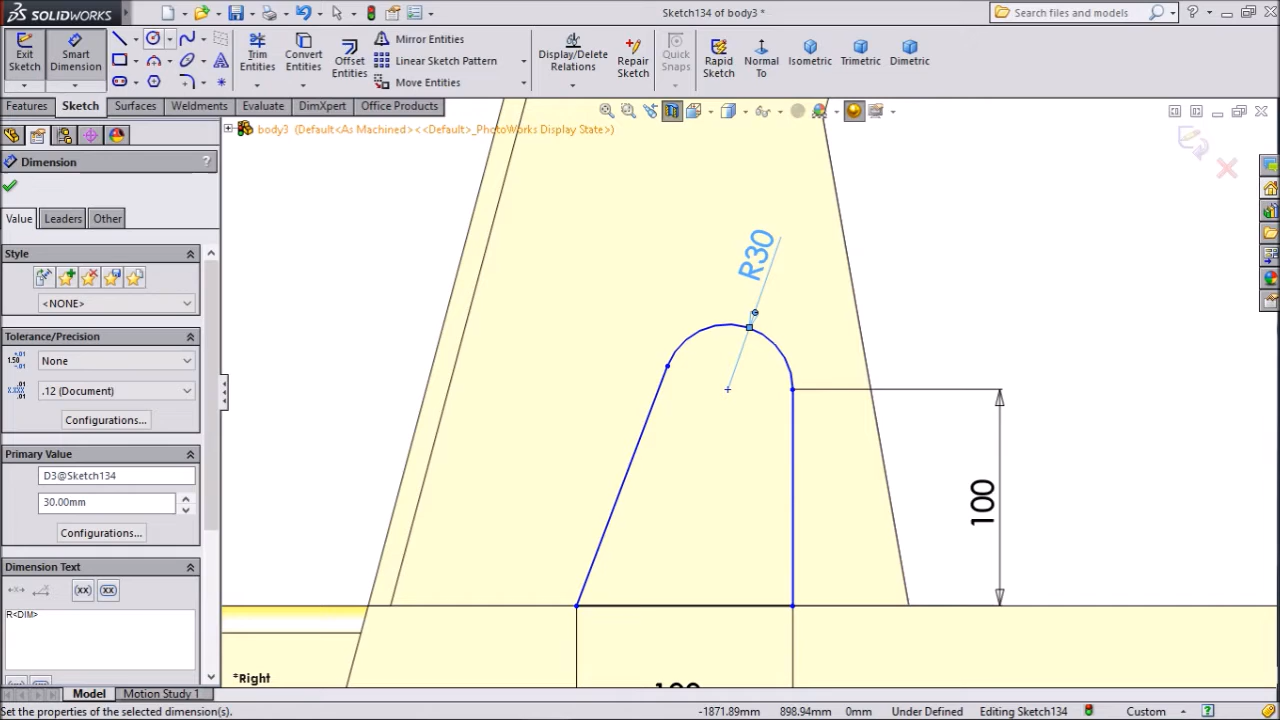 SOLIDWORKS
Sketch134 of body3 *
Search files and models
Exit Sketch
Smart Dimension
Trim Entities
Convert Entities
Offset Entities
Mirror Entities
Linear Sketch Pattern
Move Entities
Display/Delete Relations
Repair Sketch
Quick Snaps
Rapid Sketch
Normal To
Isometric
Trimetric
Dimetric
Features
Sketch
Surfaces
Weldments
Evaluate
DimXpert
Office Products
body3 (Default<As Machined><<Default>_PhotoWorks Display State>)
Dimension
?
Value
Leaders
Other
Style
<NONE>
Tolerance/Precision
None
.12 (Document)
Configurations...
Primary Value
D3@Sketch134
30.00mm
Configurations...
Dimension Text
(xx)
(xx)
R<DIM>
R30
100
100
*Right
Model
Motion Study 1
Set the properties of the selected dimension(s).
-1871.89mm
898.94mm
0mm
Under Defined
Editing Sketch134
Custom